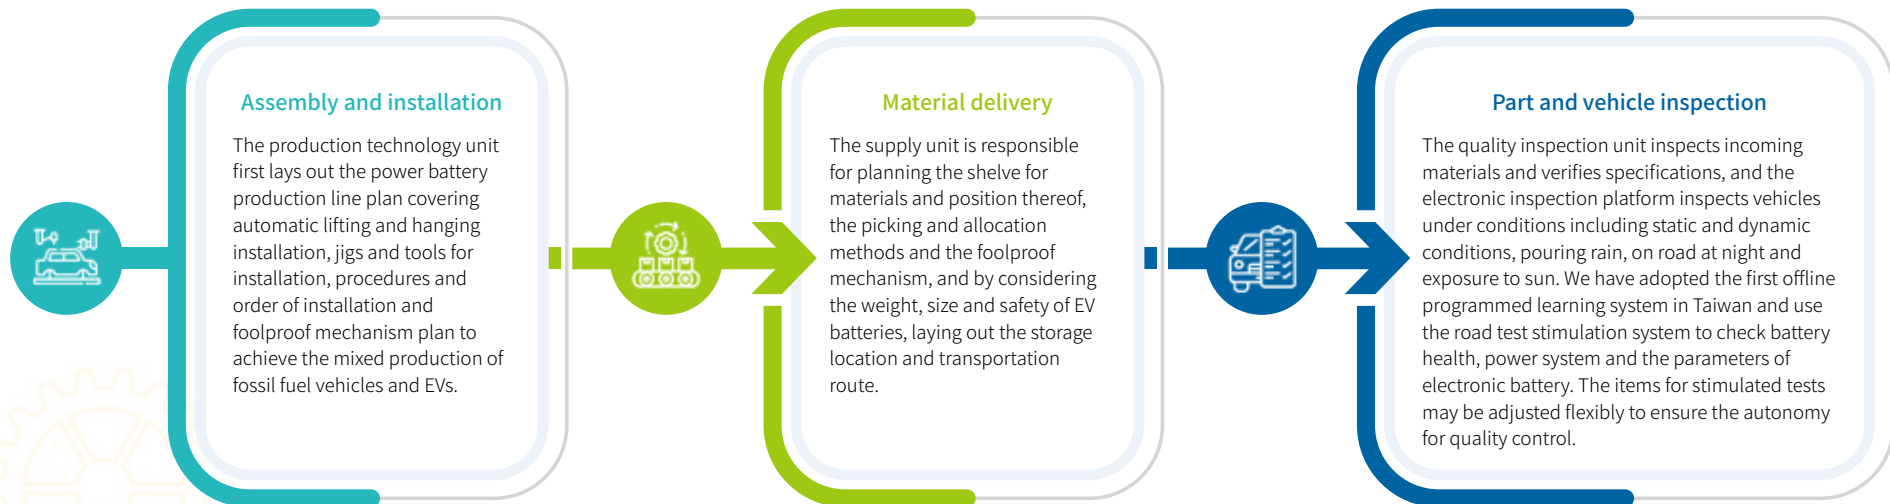 Assembly and installation
The production technology unit
first lays out the power battery
production line plan covering
automatic lifting and hanging
installation, jigs and tools for
installation, procedures and
order of installation and
foolproof mechanism plan to
achieve the mixed production of
fossil fuel vehicles and EVs.
Material delivery
The supply unit is responsible
for planning the shelve for
materials and position thereof,
the picking and allocation
methods and the foolproof
mechanism, and by considering
the weight, size and safety of EV
batteries, laying out the storage
location and transportation
route.
Part and vehicle inspection
The quality inspection unit inspects incoming
materials and verifies specifications, and the
electronic inspection platform inspects vehicles
under conditions including static and dynamic
conditions, pouring rain, on road at night and
exposure to sun. We have adopted the first offline
programmed learning system in Taiwan and use
the road test stimulation system to check battery
health, power system and the parameters of
electronic battery. The items for stimulated tests
may be adjusted flexibly to ensure the autonomy
for quality control.